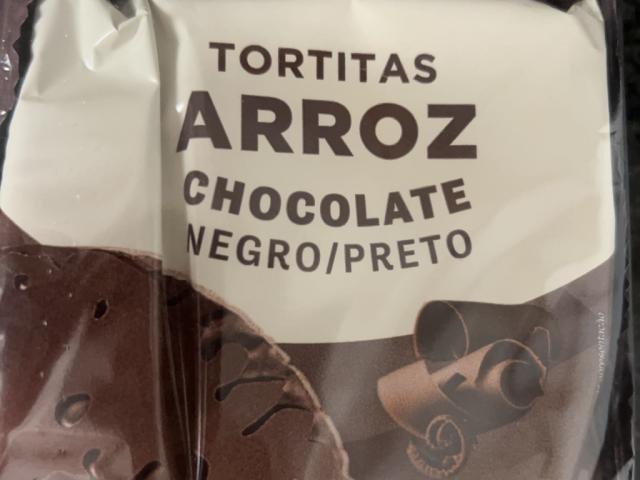 TORTITAS
ARROZ
CHOCOLATE
NEGRO/PRETO